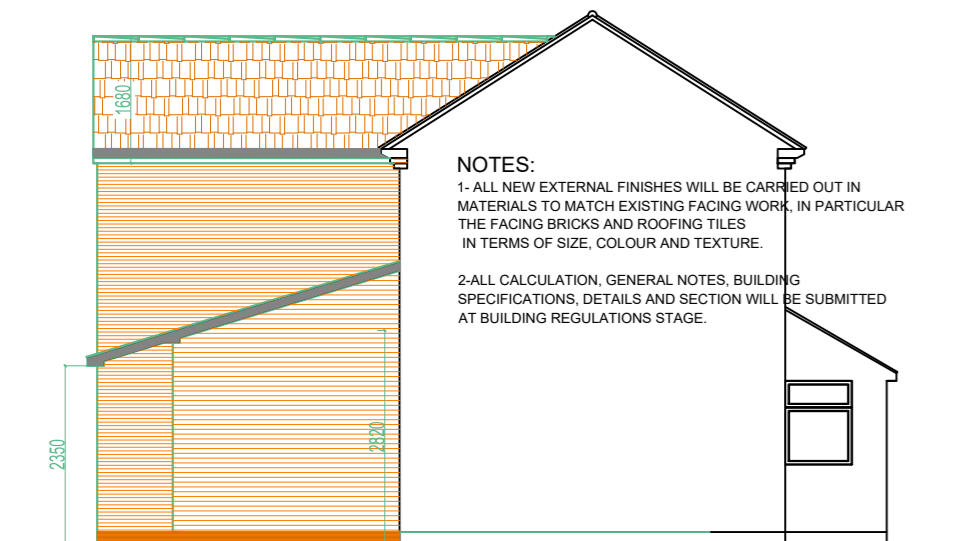 1680
NOTES:
1- ALL NEW EXTERNAL FINISHES WILL BE CARRIED OUT IN
MATERIALS TO MATCH EXISTING FACING WORK, IN PARTICULAR
THE FACING BRICKS AND ROOFING TILES
IN TERMS OF SIZE, COLOUR AND TEXTURE.
2-ALL CALCULATION, GENERAL NOTES, BUILDING
SPECIFICATIONS, DETAILS AND SECTION WILL BE SUBMITTED
AT BUILDING REGULATIONS STAGE.
2350
2820